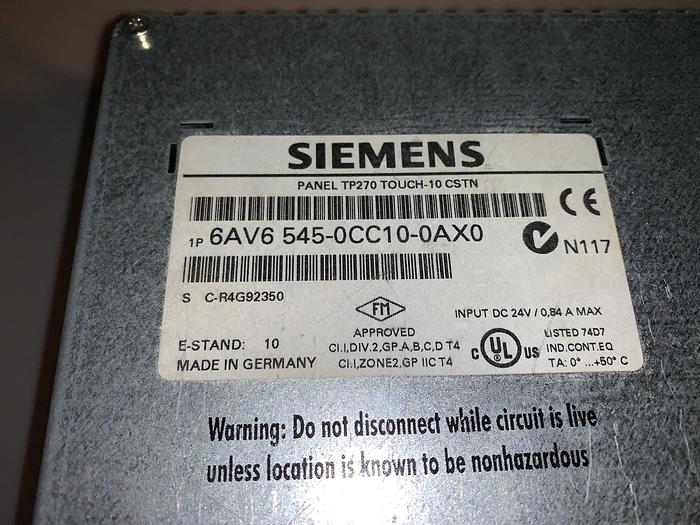 SIEMENS
PANEL TP270 TOUCH-10 CSTN
CE
1P 6AV6 545-0CC10-0AX0
N117
S C-R4G92350
FM
APPROVED
CI.I,DIV.2,GP.A,B,C,D T4
CI.I,ZONE2,GP IIC T4
E-STAND: 10
MADE IN GERMANY
INPUT DC 24V / 0,84 A MAX
C UL US
LISTED 74D7
IND.CONT.EQ
TA: 0° ...+50° C
Warning: Do not disconnect while circuit is live
unless location is known to be nonhazardous